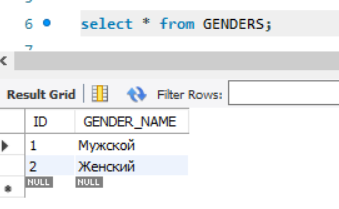 6 select * from GENDERS;
7
Result Grid Filter Rows:
ID GENDER_NAME
1 Мужской
2 Женский
NULL NULL